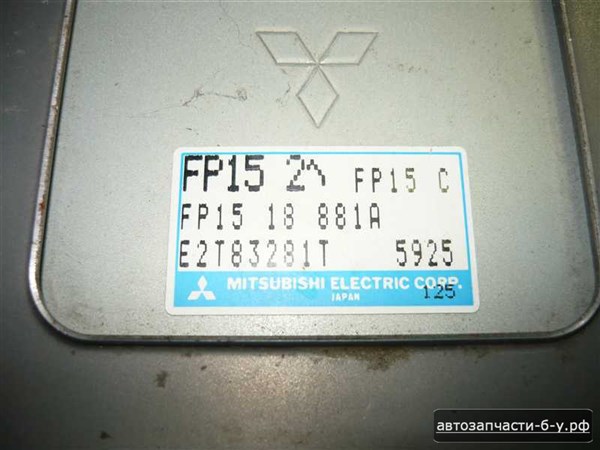 FP15 2^ FP15 C
FP15 18 881A
E2T83281T 5925
MITSUBISHI ELECTRIC CORP.
JAPAN 125
автозапчасти-б-у.рф